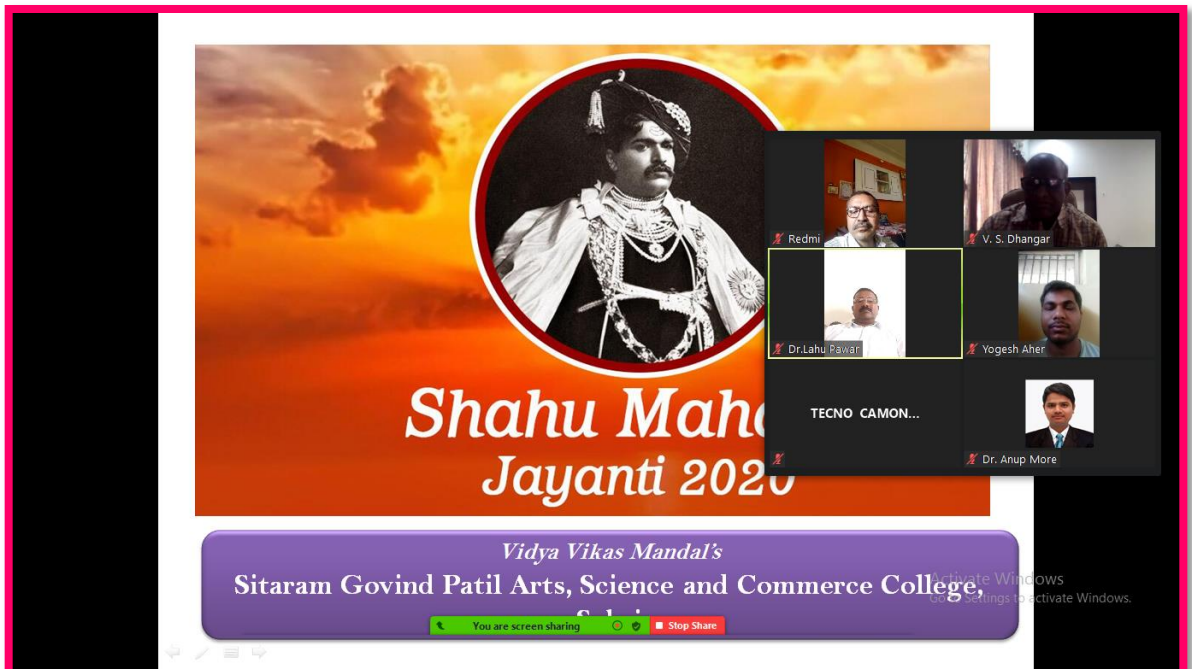 Shahu Mah
Jayanti 2020
Redmi
V. S. Dhangar
Dr.Lahu Pawar
Yogesh Aher
TECNO CAMON...
Dr. Anup More
Vidya Vikas Mandal's
Sitaram Govind Patil Arts, Science and Commerce College,
Activate Windows
Go to Settings to activate Windows.
You are screen sharing
Stop Share